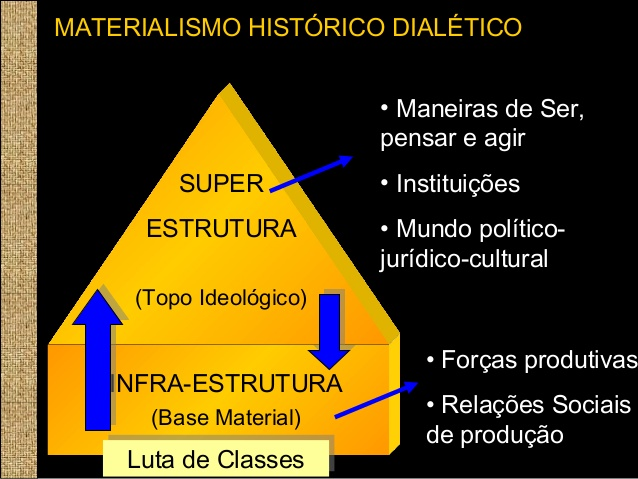 MATERIALISMO HISTÓRICO DIALÉTICO
SUPER
ESTRUTURA
(Topo Ideológico)
INFRA-ESTRUTURA
(Base Material)
Luta de Classes
• Maneiras de Ser,
pensar e agir
• Instituições
• Mundo político-
jurídico-cultural
• Forças produtivas
• Relações Sociais
de produção